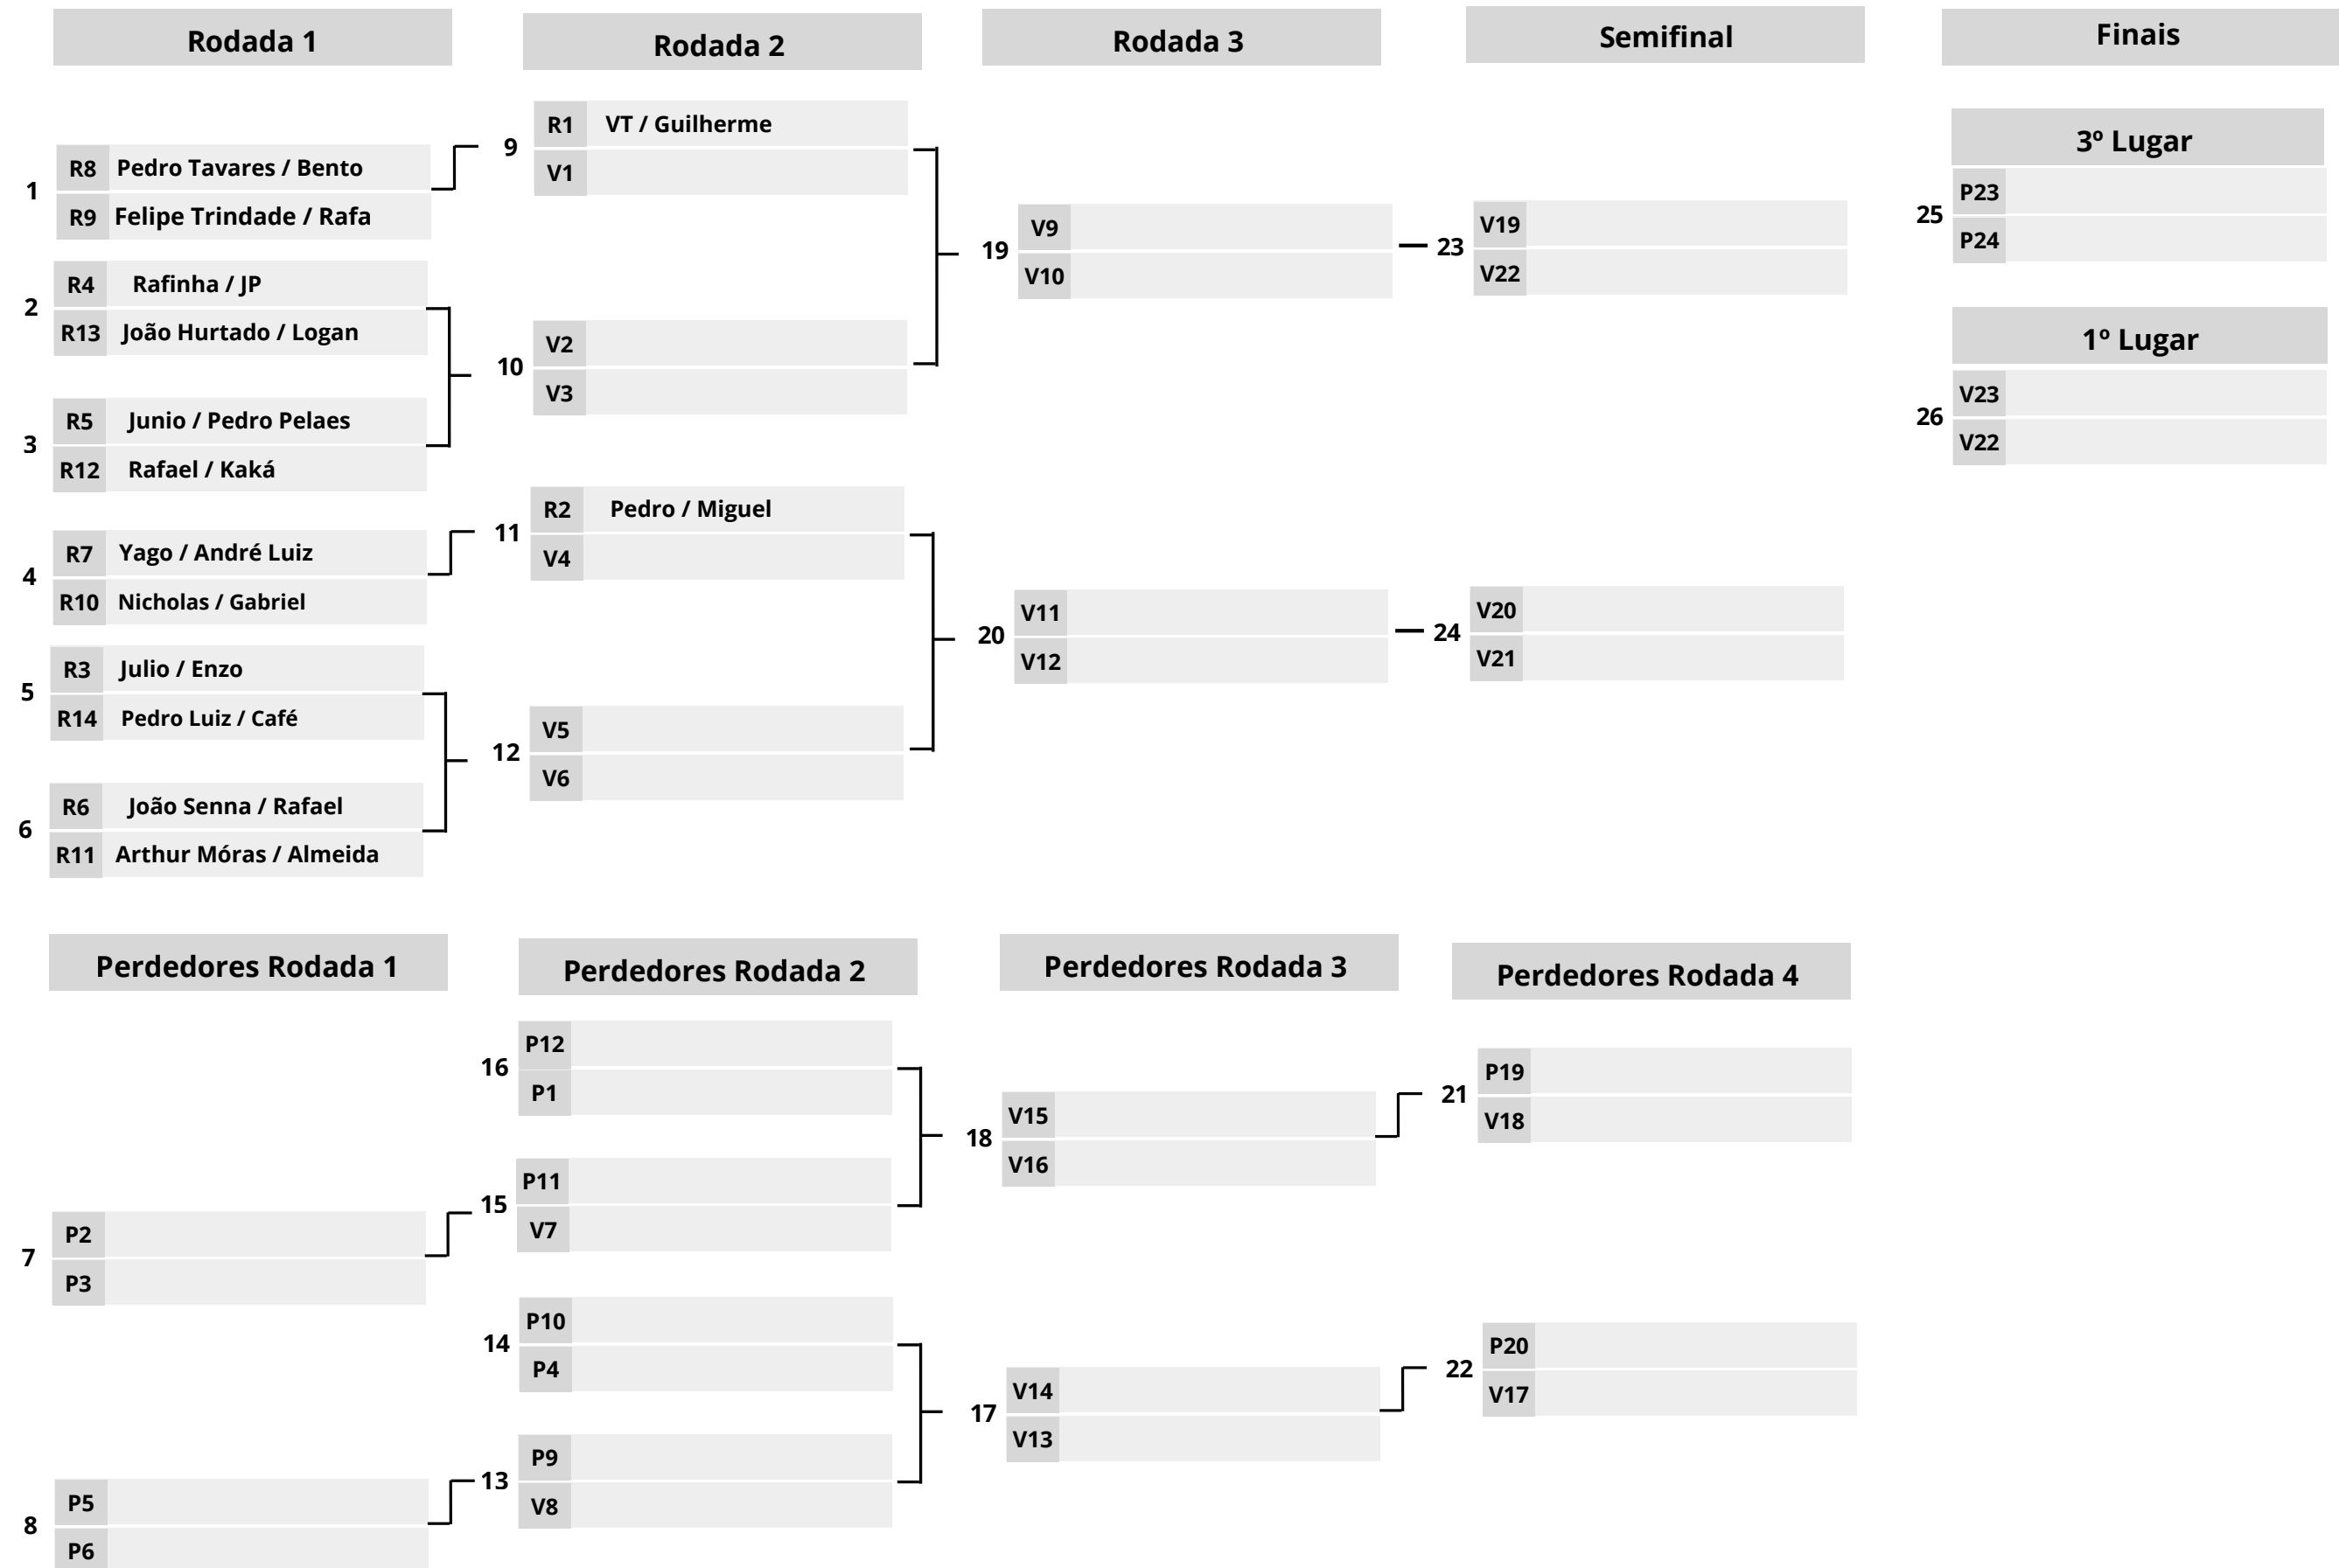 Rodada 1
Rodada 2
Rodada 3
Semifinal
Finais
1
R8 Pedro Tavares / Bento
R9 Felipe Trindade / Rafa
2
R4 Rafinha / JP
R13 João Hurtado / Logan
3
R5 Junio / Pedro Pelaes
R12 Rafael / Kaká
4
R7 Yago / André Luiz
R10 Nicholas / Gabriel
5
R3 Julio / Enzo
R14 Pedro Luiz / Café
6
R6 João Senna / Rafael
R11 Arthur Móras / Almeida
9
R1 VT / Guilherme
V1
10
V2
V3
11
R2 Pedro / Miguel
V4
12
V5
V6
19
V9
V10
20
V11
V12
23
V19
V22
24
V20
V21
3º Lugar
25
P23
P24
1º Lugar
26
V23
V22
Perdedores Rodada 1
Perdedores Rodada 2
Perdedores Rodada 3
Perdedores Rodada 4
7
P2
P3
8
P5
P6
16
P12
P1
15
P11
V7
14
P10
P4
13
P9
V8
18
V15
V16
17
V14
V13
21
P19
V18
22
P20
V17